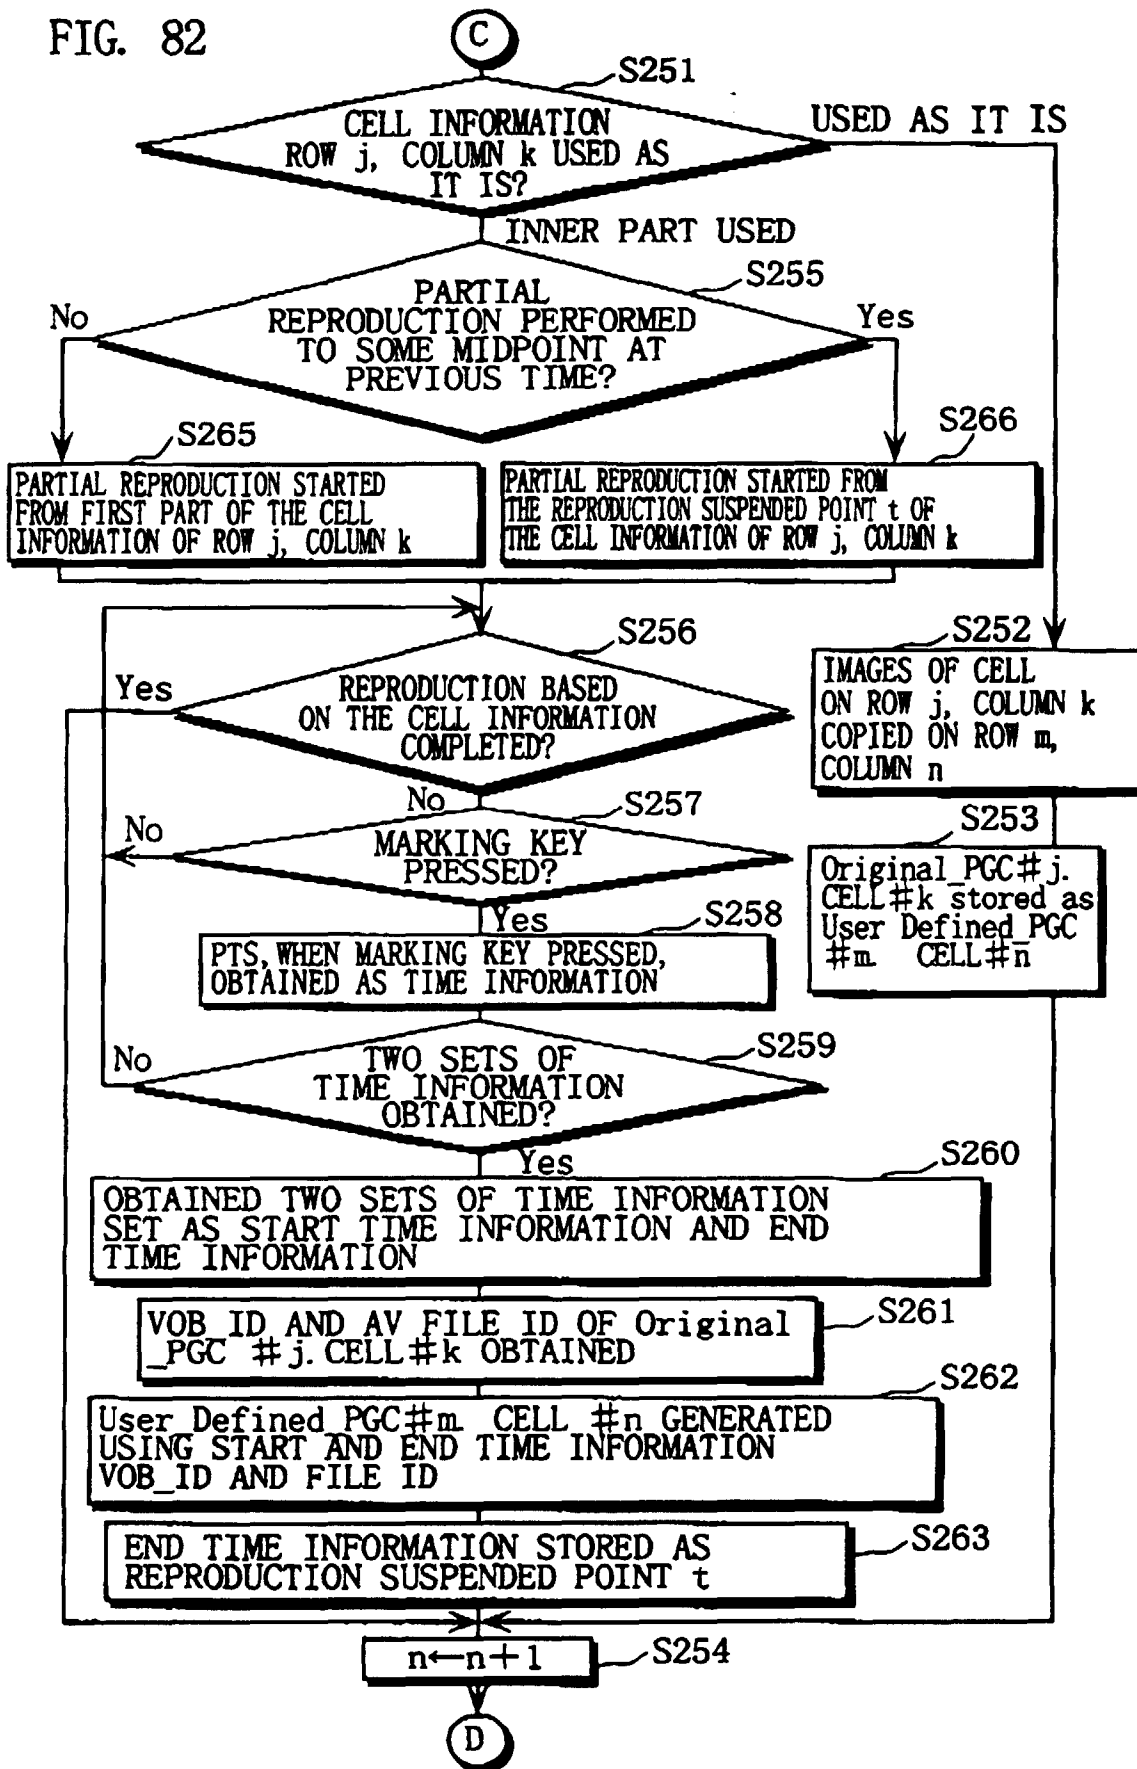 FIG. 82
C
S251
CELL INFORMATION
ROW j, COLUMN k USED AS
IT IS?
USED AS IT IS
INNER PART USED
S255
PARTIAL
REPRODUCTION PERFORMED
TO SOME MIDPOINT AT
PREVIOUS TIME?
No
Yes
S265
PARTIAL REPRODUCTION STARTED
FROM FIRST PART OF THE CELL
INFORMATION OF ROW j, COLUMN k
S266
PARTIAL REPRODUCTION STARTED FROM
THE REPRODUCTION SUSPENDED POINT t OF
THE CELL INFORMATION OF ROW j, COLUMN k
S256
Yes
REPRODUCTION BASED
ON THE CELL INFORMATION
COMPLETED?
No
S252
IMAGES OF CELL
ON ROW j, COLUMN k
COPIED ON ROW m,
COLUMN n
S257
No
MARKING KEY
PRESSED?
Yes
S253
Original_PGC#j.
CELL#k stored as
User Defined_PGC
#m. CELL#n
S258
PTS, WHEN MARKING KEY PRESSED,
OBTAINED AS TIME INFORMATION
S259
No
TWO SETS OF
TIME INFORMATION
OBTAINED?
Yes
S260
OBTAINED TWO SETS OF TIME INFORMATION
SET AS START TIME INFORMATION AND END
TIME INFORMATION
S261
VOB_ID AND AV FILE ID OF Original
_PGC #j.CELL#k OBTAINED
S262
User_Defined_PGC#m. CELL #n GENERATED
USING START AND END TIME INFORMATION
VOB_ID AND FILE ID
S263
END TIME INFORMATION STORED AS
REPRODUCTION SUSPENDED POINT t
n←n+1
S254
D